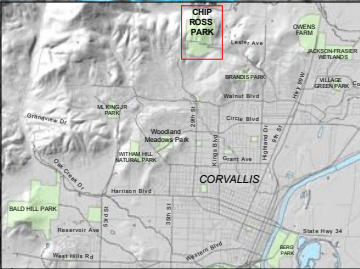 CHIP
ROSS
PARK
OWENS
FARM
Lester Ave
JACKSON-FRAZIER
WETLANDS
BRANDIS PARK
VILLAGE
GREEN PARK
Hwy 99W
Walnut Blvd
MLKING JR
PARK
29th St
Circle Blvd
Grandview Dr
Woodland
Meadows Park
Kings Blvd
Highland Dr
9th St
WITHAM HILL
NATURAL PARK
Grant Ave
Oak Creek Dr
CORVALLIS
Harrison Blvd
BALD HILL PARK
53rd St
35th St
Reservoir Ave
State Hwy 34
Western Blvd
BERG
PARK
West Hills Rd